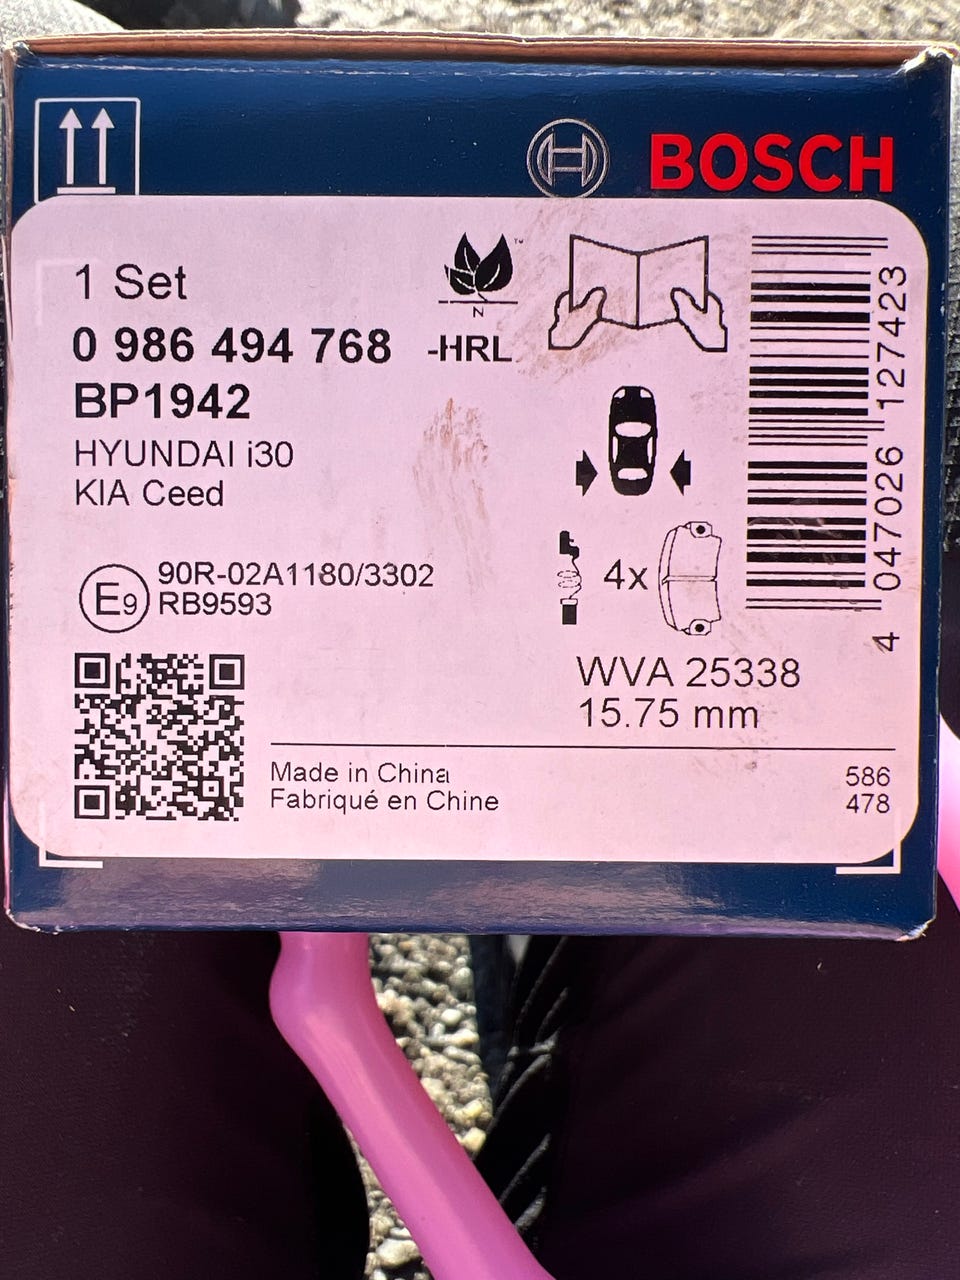 BOSCH
1 Set
0 986 494 768 -HRL
BP1942
HYUNDAI i30
KIA Ceed
E9 90R-02A1180/3302
RB9593
™
N
4x
WVA 25338
15.75 mm
Made in China
Fabriqué en Chine
586
478
4 047026 127423